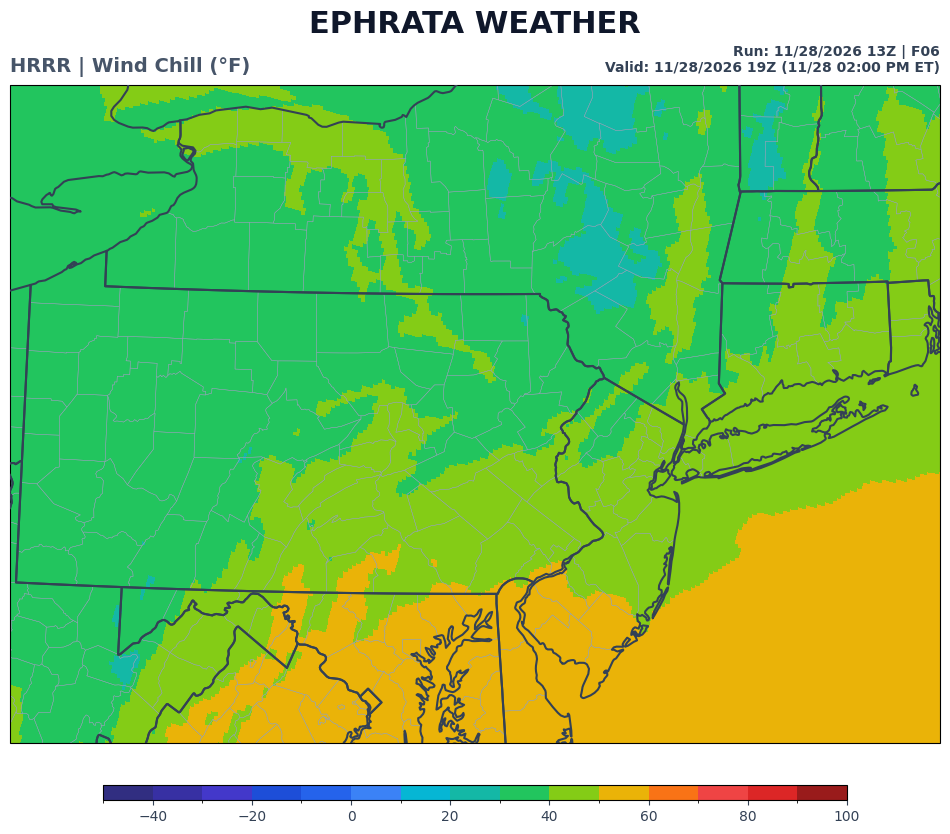 EPHRATA WEATHER
HRRR | Wind Chill (°F)
Run: 11/28/2026 13Z | F06
Valid: 11/28/2026 19Z (11/28 02:00 PM ET)
−40 −20 0 20 40 60 80 100